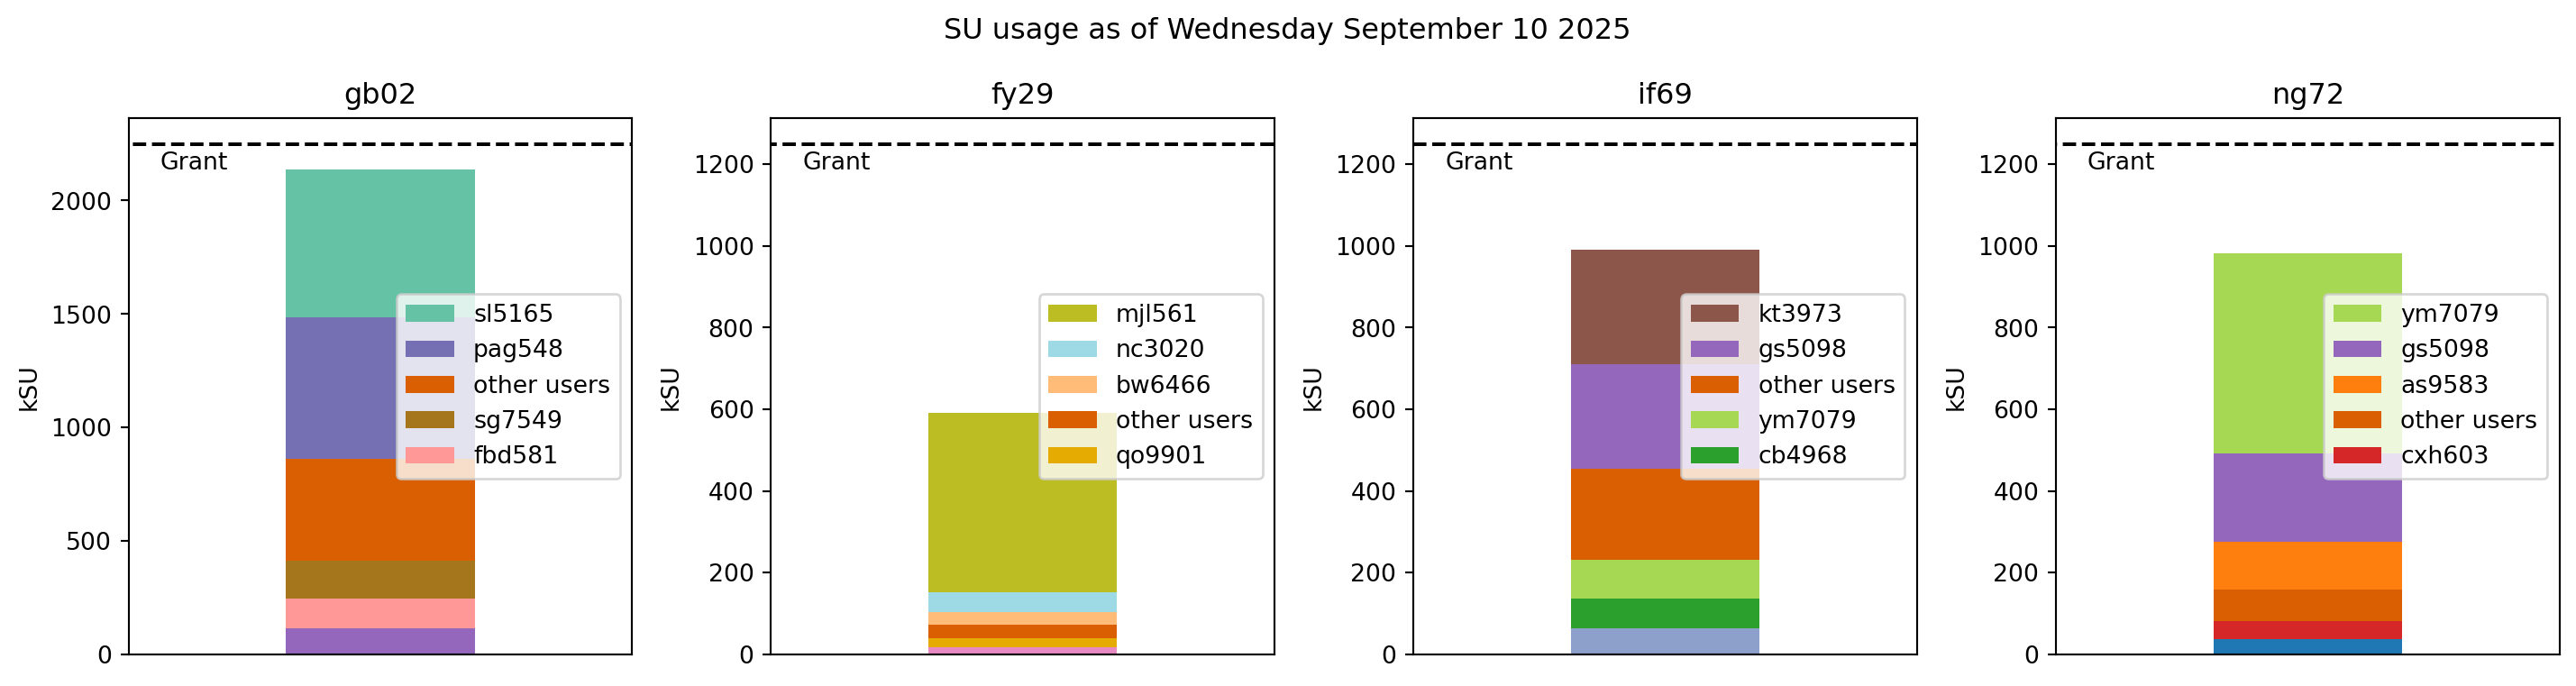 SU usage as of Wednesday September 10 2025
gb02
Grant
2000
1500
1000
500
0
kSU
sl5165
pag548
other users
sg7549
fbd581
fy29
Grant
1200
1000
800
600
400
200
0
kSU
mjl561
nc3020
bw6466
other users
qo9901
if69
Grant
1200
1000
800
600
400
200
0
kSU
kt3973
gs5098
other users
ym7079
cb4968
ng72
Grant
1200
1000
800
600
400
200
0
kSU
ym7079
gs5098
as9583
other users
cxh603